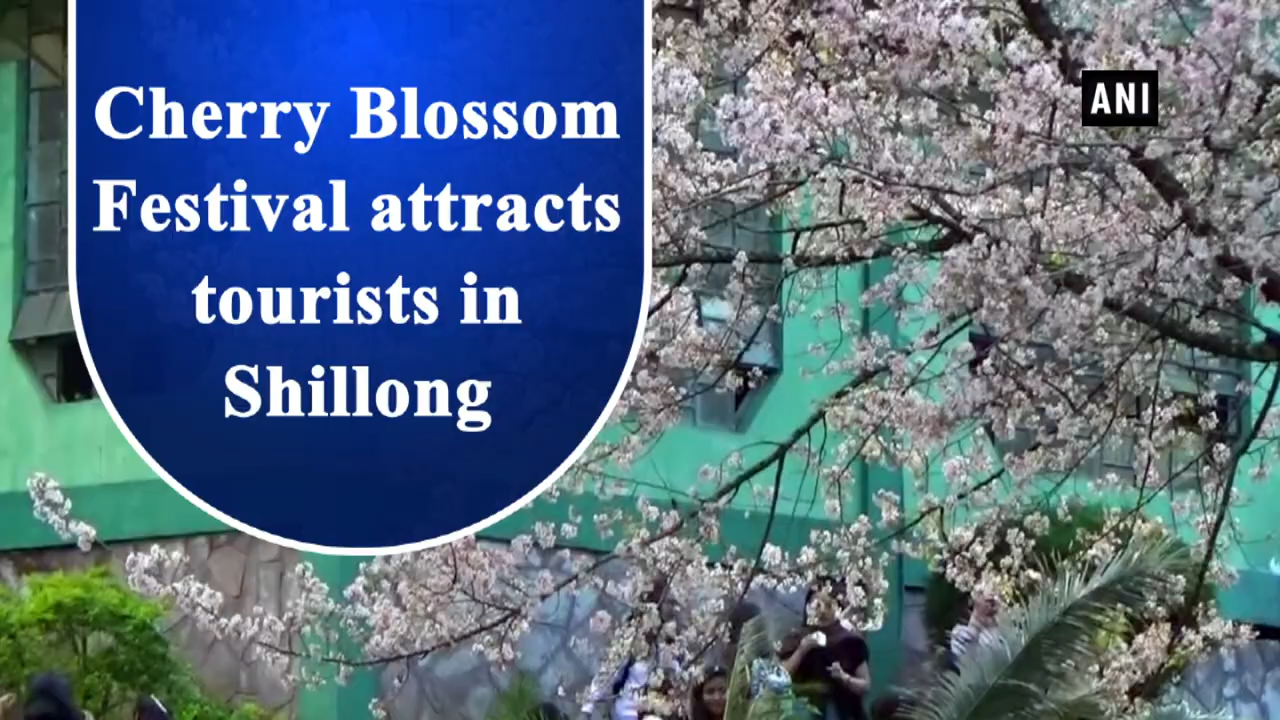 Cherry Blossom
Festival attracts
tourists in
Shillong
ANI